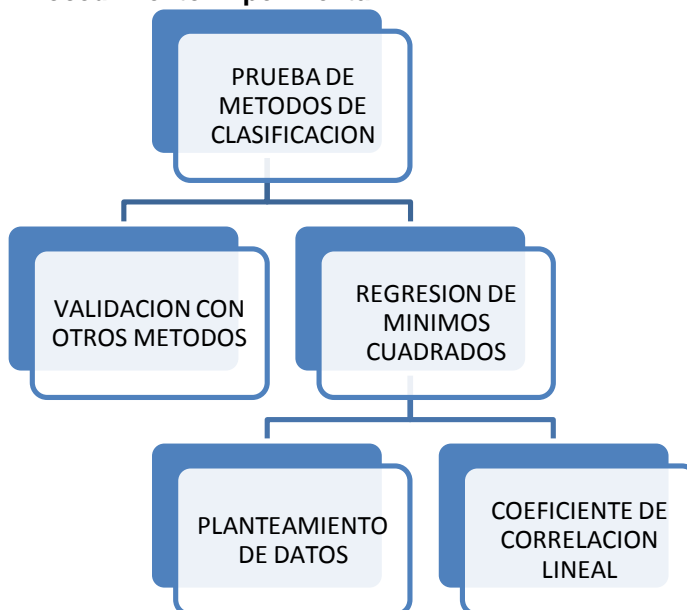 PRUEBA DE
METODOS DE
CLASIFICACION
VALIDACION CON
OTROS METODOS
REGRESION DE
MINIMOS
CUADRADOS
PLANTEAMIENTO
DE DATOS
COEFICIENTE DE
CORRELACION
LINEAL